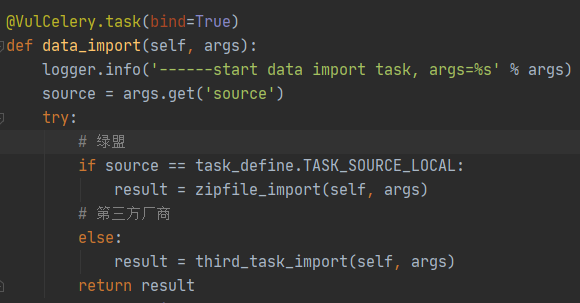 @VulCelery.task(bind=True)
def data_import(self, args):
    logger.info('------start data import task, args=%s' % args)
    source = args.get('source')
    try:
        # 绿盟
        if source == task_define.TASK_SOURCE_LOCAL:
            result = zipfile_import(self, args)
        # 第三方厂商
        else:
            result = third_task_import(self, args)
        return result